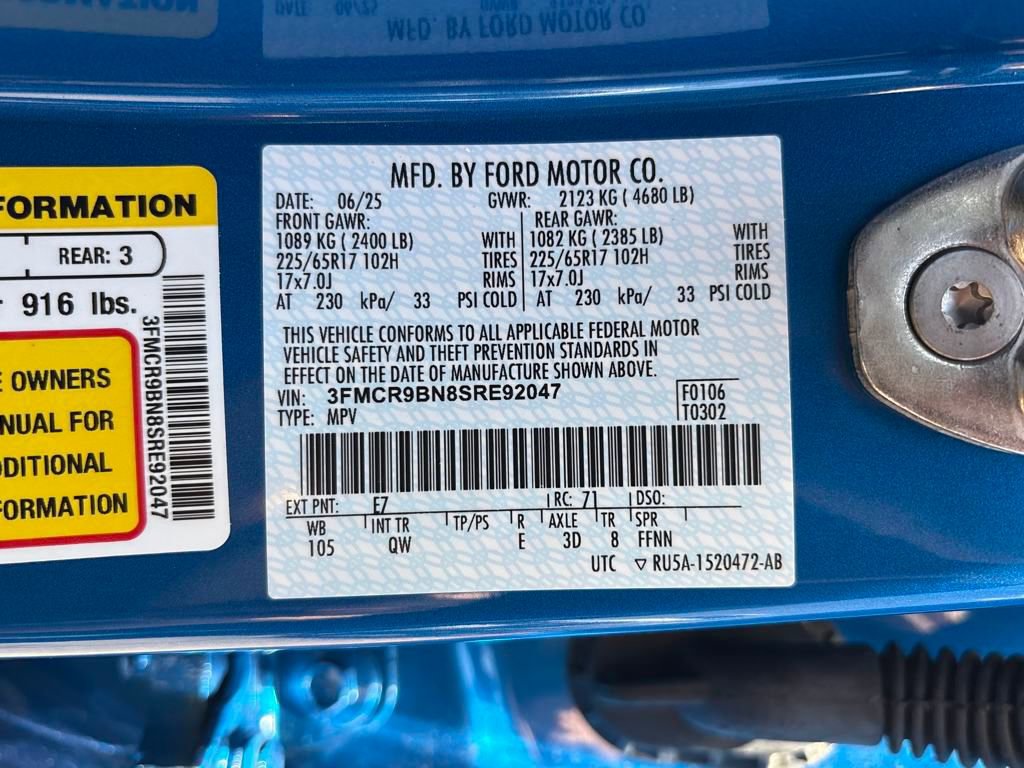 MFD. BY FORD MOTOR CO.
FORMATION
REAR: 3
916 lbs.
OWNERS
NUAL FOR
DDITIONAL
FORMATION
3FMCR9BN8SRE92047
MFD. BY FORD MOTOR CO.
DATE: 06/25 GVWR: 2123 KG ( 4680 LB)
FRONT GAWR: REAR GAWR:
1089 KG ( 2400 LB) WITH 1082 KG ( 2385 LB) WITH
225/65R17 102H TIRES 225/65R17 102H TIRES
17x7.0J RIMS 17x7.0J RIMS
AT 230 kPa/ 33 PSI COLD AT 230 kPa/ 33 PSI COLD
THIS VEHICLE CONFORMS TO ALL APPLICABLE FEDERAL MOTOR
VEHICLE SAFETY AND THEFT PREVENTION STANDARDS IN
EFFECT ON THE DATE OF MANUFACTURE SHOWN ABOVE.
VIN: 3FMCR9BN8SRE92047 F0106
TYPE: MPV T0302
EXT PNT: E7 RC: 71 DSO:
WB INT TR TP/PS R AXLE TR SPR
105 QW E 3D 8 FFNN
UTC ▽ RU5A-1520472-AB